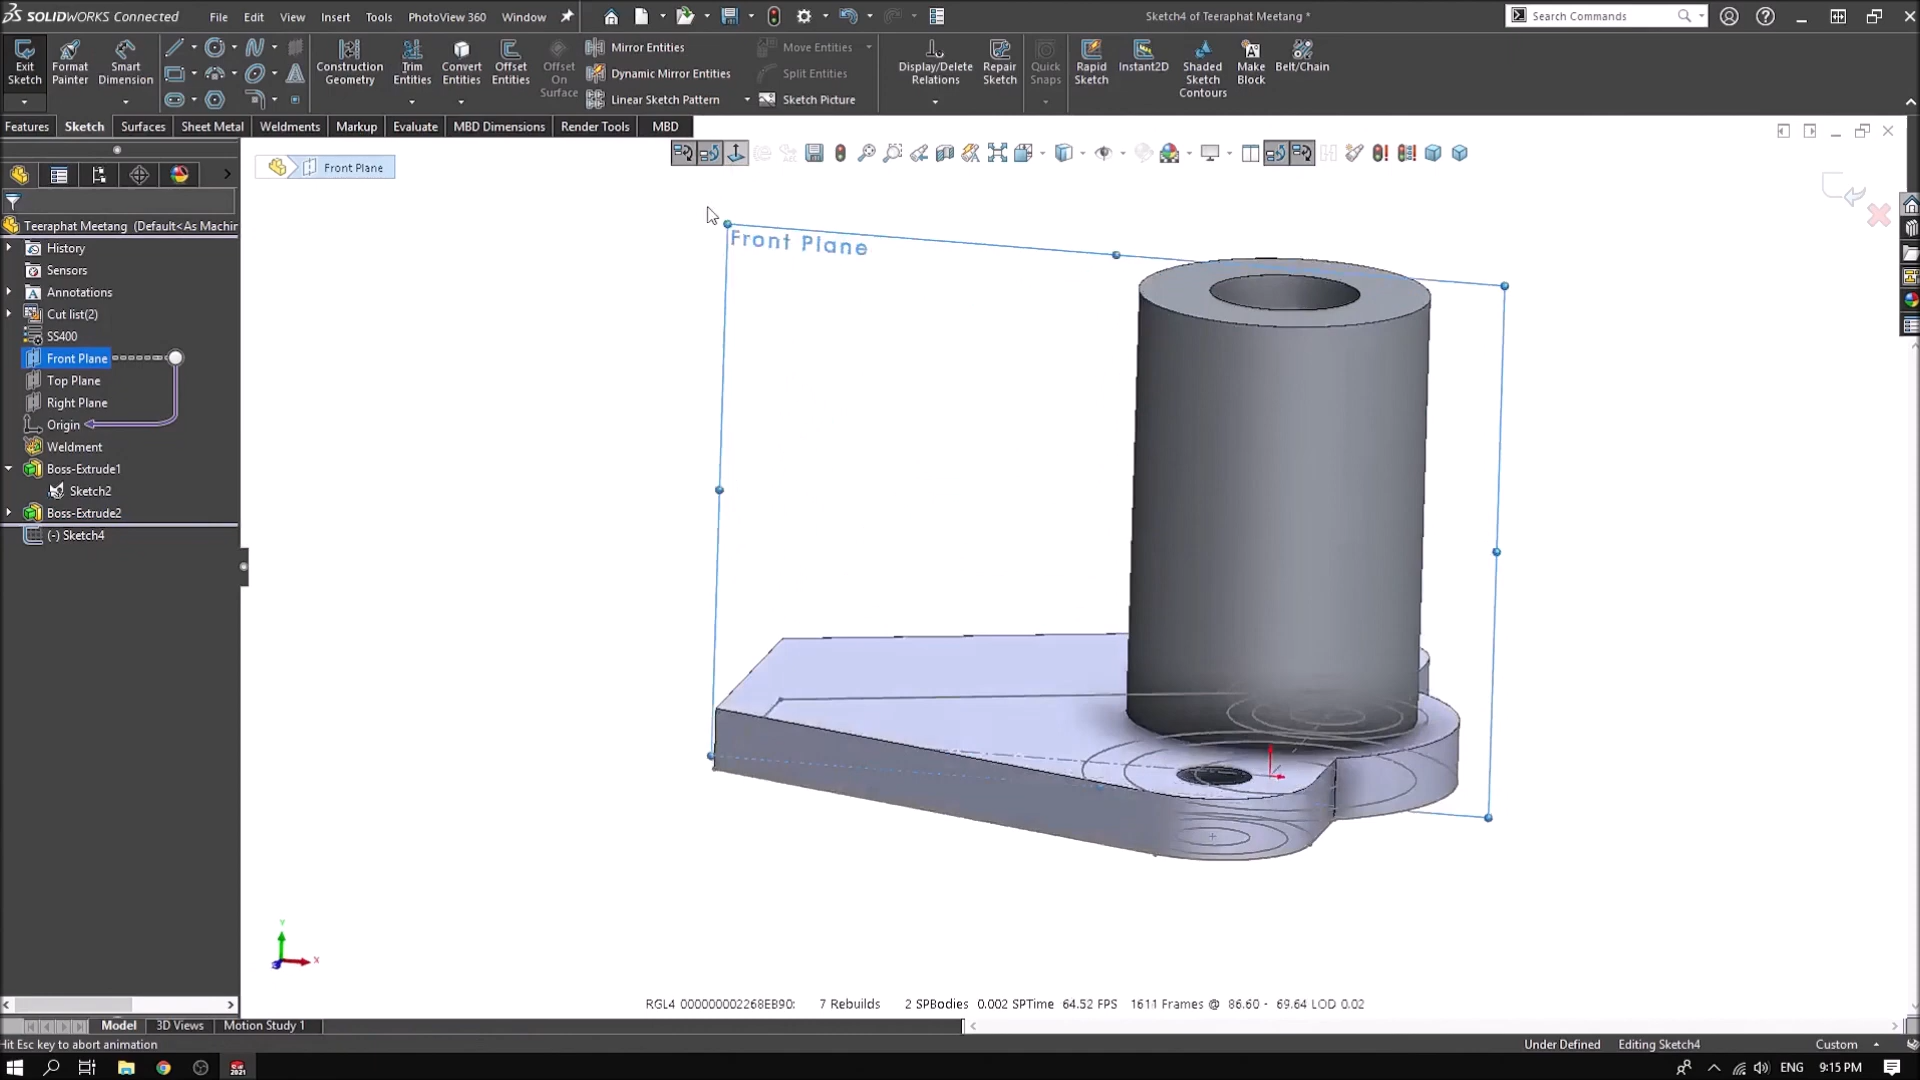 SOLIDWORKS Connected
File Edit View Insert Tools PhotoView 360 Window
Sketch4 of Teeraphat Meetang *
Search Commands
Exit Sketch
Format Painter
Smart Dimension
Construction Geometry
Trim Entities
Convert Entities
Offset Entities
Offset On Surface
Mirror Entities
Dynamic Mirror Entities
Linear Sketch Pattern
Move Entities
Split Entities
Sketch Picture
Display/Delete Relations
Repair Sketch
Quick Snaps
Rapid Sketch
Instant2D
Shaded Sketch Contours
Make Block
Belt/Chain
Features Sketch Surfaces Sheet Metal Weldments Markup Evaluate MBD Dimensions Render Tools MBD
Front Plane
Teeraphat Meetang (Default<As Machin
History
Sensors
Annotations
Cut list(2)
SS400
Front Plane
Top Plane
Right Plane
Origin
Weldment
Boss-Extrude1
Sketch2
Boss-Extrude2
(-) Sketch4
Front Plane
Y
X
RGL4 000000002268EB90: 7 Rebuilds 2 SPBodies 0.002 SPTime 64.52 FPS 1611 Frames @ 86.60 - 69.64 LOD 0.02
Model 3D Views Motion Study 1
Hit Esc key to abort animation
Under Defined Editing Sketch4 Custom
2021
ENG 9:15 PM